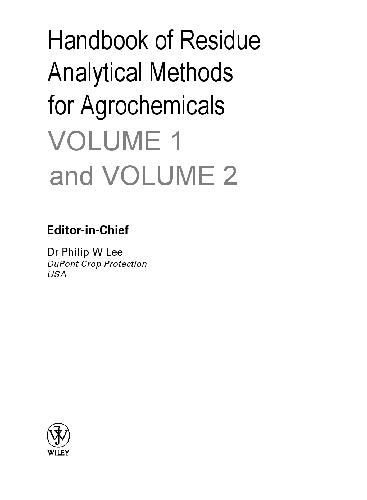 Handbook of Residue
Analytical Methods
for Agrochemicals
VOLUME 1
and VOLUME 2
Editor-in-Chief
Dr Philip W Lee
DuPont Crop Protection
USA
WILEY